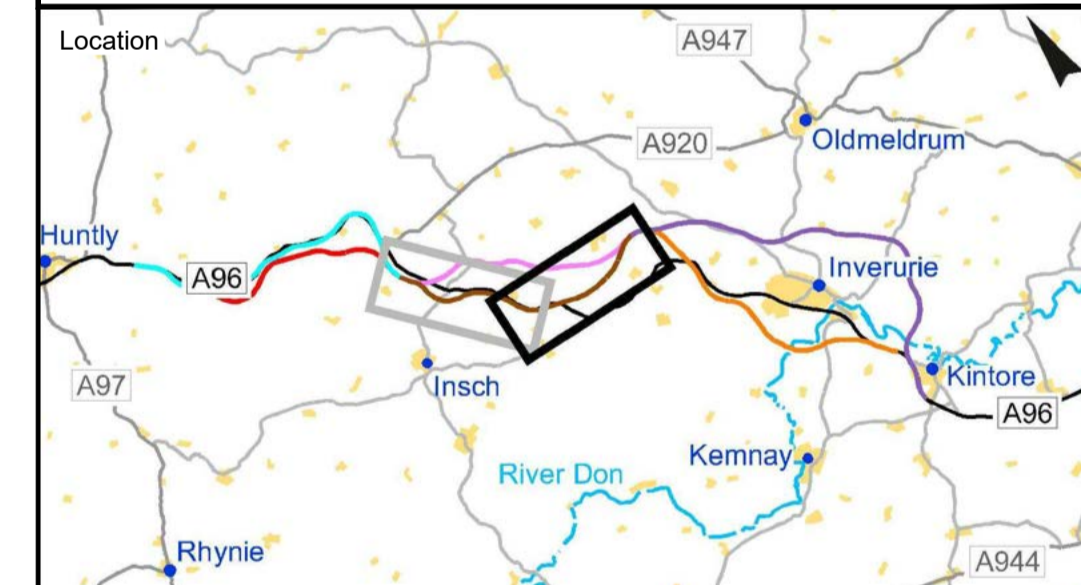 Location
A947
A920
Oldmeldrum
Huntly
A96
Inverurie
A97
Insch
Kintore
A96
Kemnay
River Don
Rhynie
A944